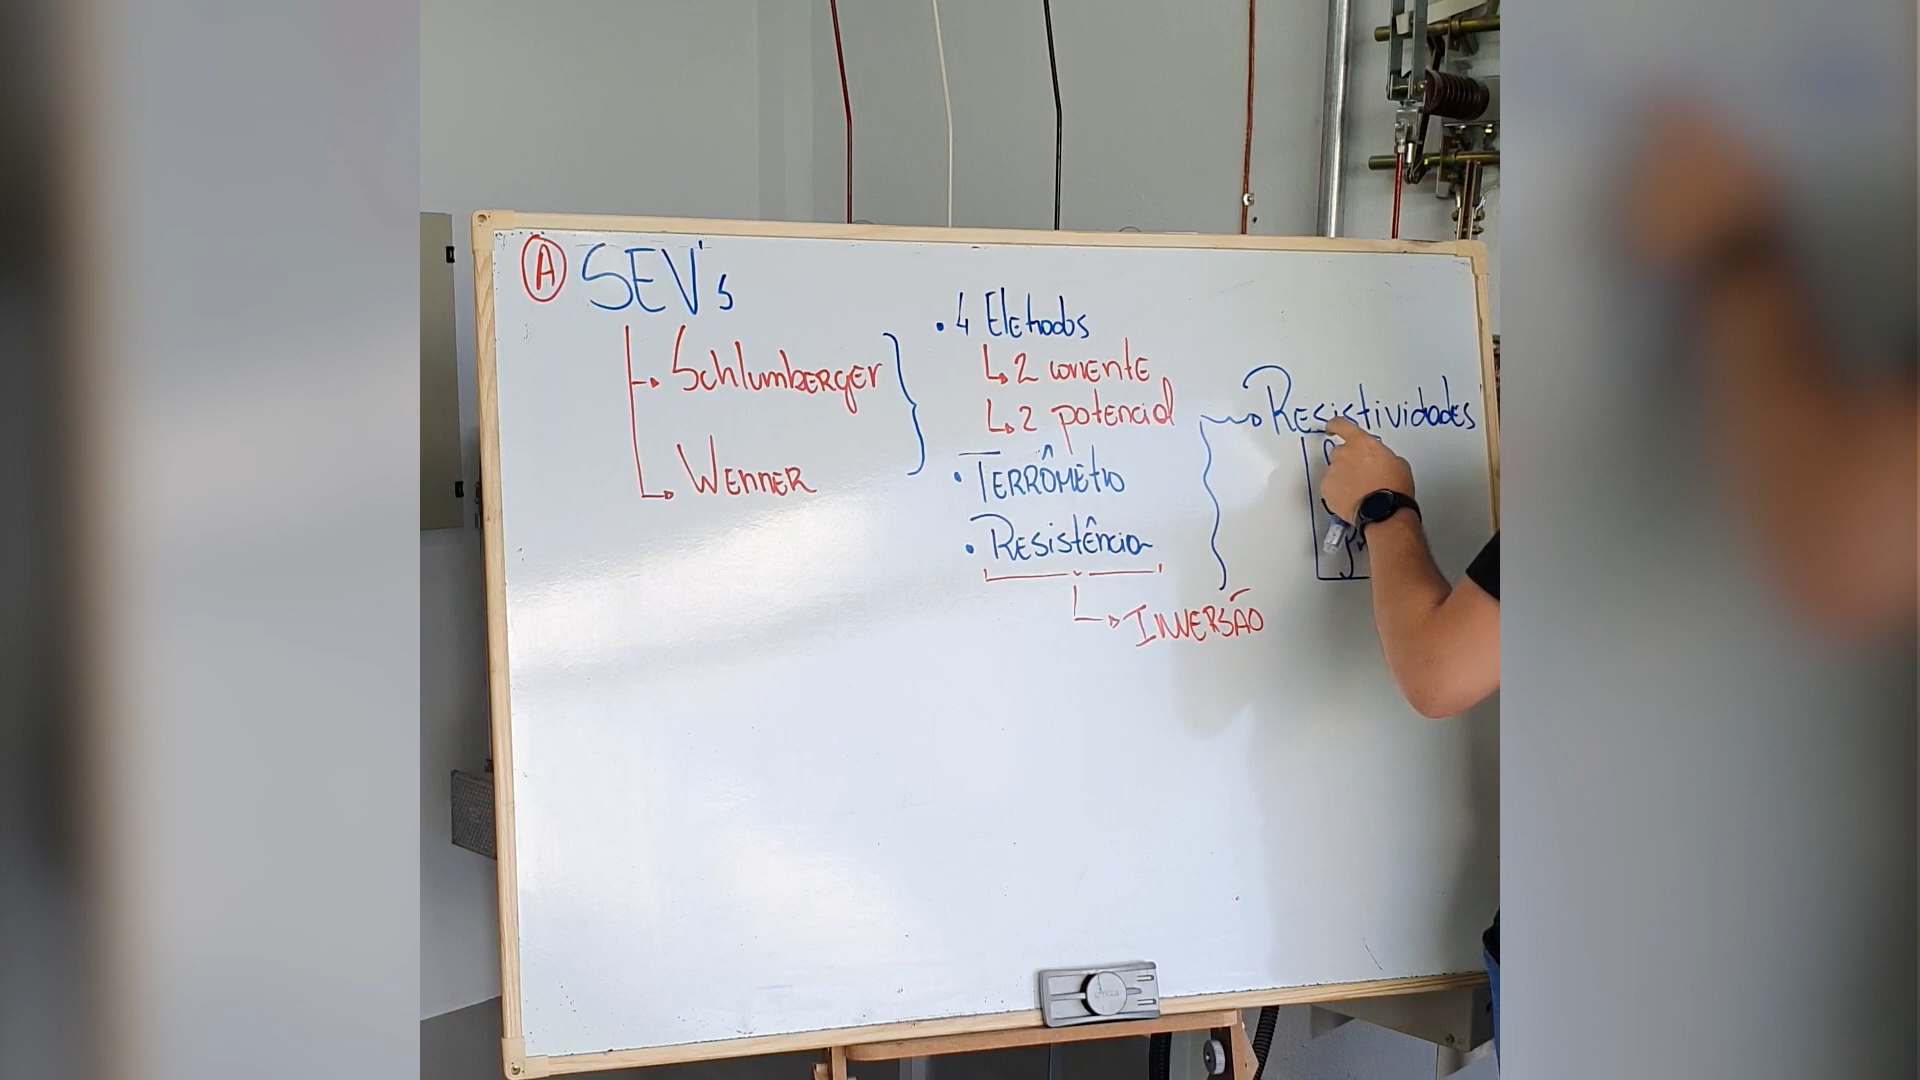 A SEV's
Schlumberger
Wenner
• 4 Eletrodos
2 corrente
2 potencial
• Terrômetro
• Resistência
Inversão
Resistividades